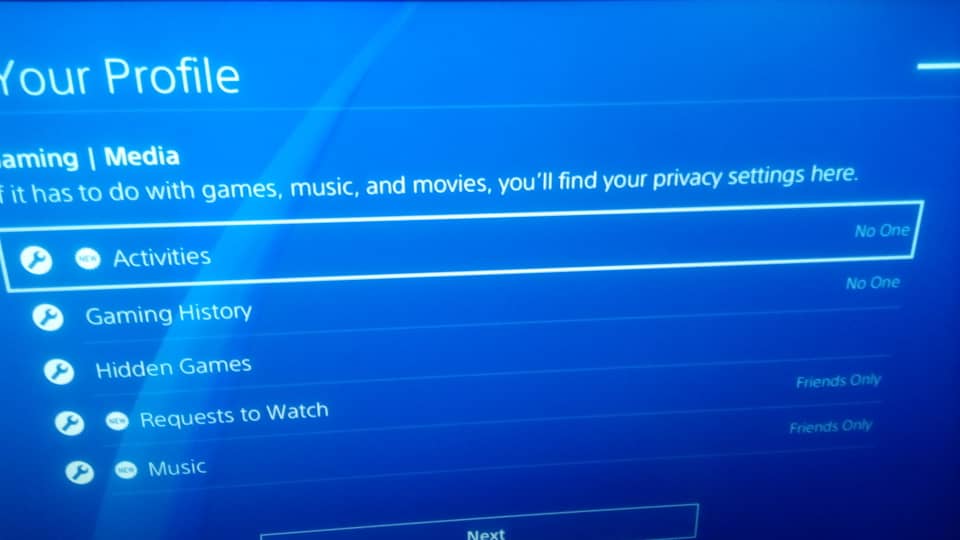 Your Profile
aming | Media
f it has to do with games, music, and movies, you'll find your privacy settings here.
NEW Activities No One
Gaming History No One
Hidden Games
NEW Requests to Watch Friends Only
NEW Music Friends Only
Next